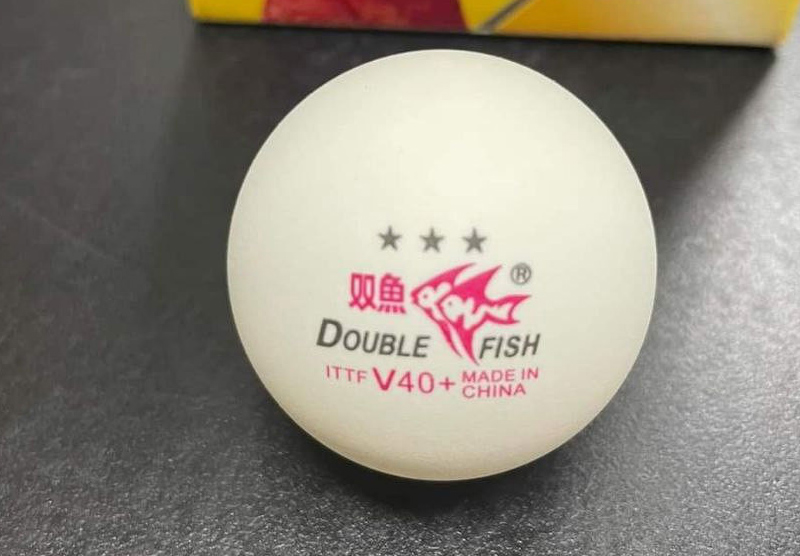 ★ ★ ★
双魚 ®
DOUBLE FISH
ITTF V40+ MADE IN
CHINA